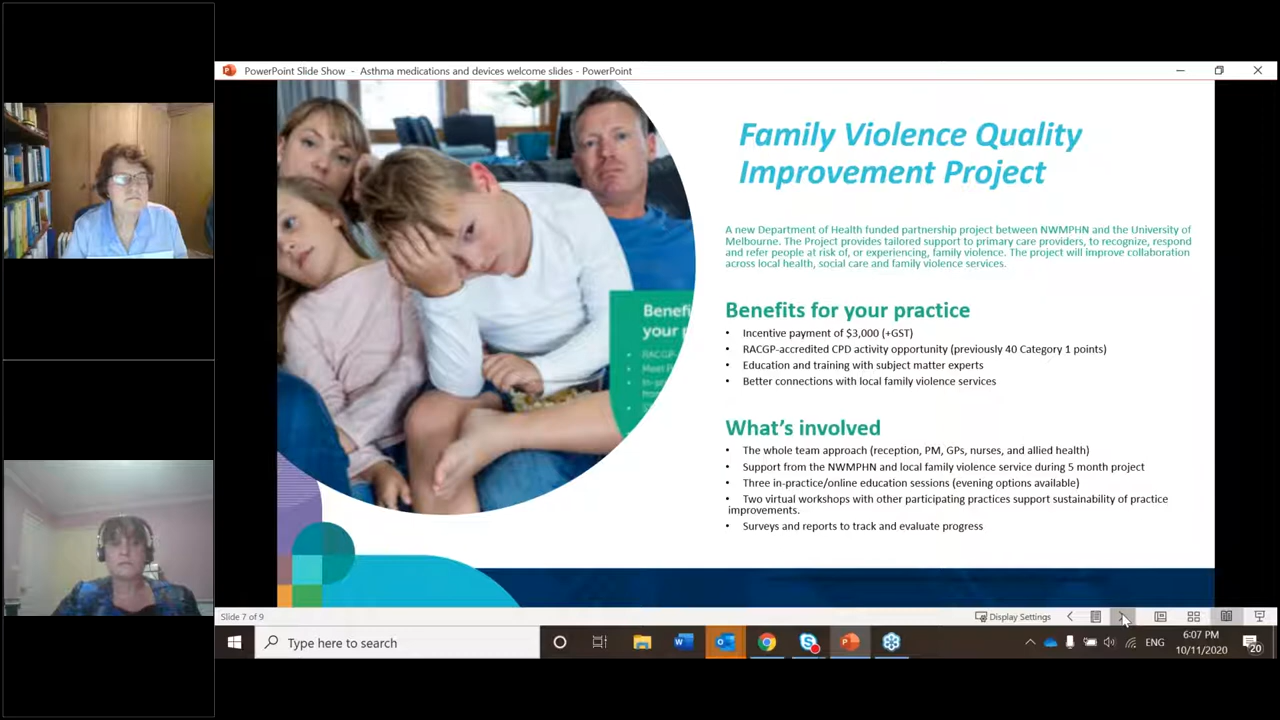 PowerPoint Slide Show - Asthma medications and devices welcome slides - PowerPoint
Family Violence Quality
Improvement Project
A new Department of Health funded partnership project between NWMPHN and the University of
Melbourne. The Project provides tailored support to primary care providers, to recognize, respond
and refer people at risk of, or experiencing, family violence. The project will improve collaboration
across local health, social care and family violence services.
Benefi
your p
RACGP-
Benefits for your practice
• Incentive payment of $3,000 (+GST)
• RACGP-accredited CPD activity opportunity (previously 40 Category 1 points)
• Education and training with subject matter experts
• Better connections with local family violence services
What's involved
• The whole team approach (reception, PM, GPs, nurses, and allied health)
• Support from the NWMPHN and local family violence service during 5 month project
• Three in-practice/online education sessions (evening options available)
• Two virtual workshops with other participating practices support sustainability of practice
improvements.
• Surveys and reports to track and evaluate progress
Slide 7 of 9
Display Settings
Type here to search
ENG
6:07 PM
10/11/2020
20